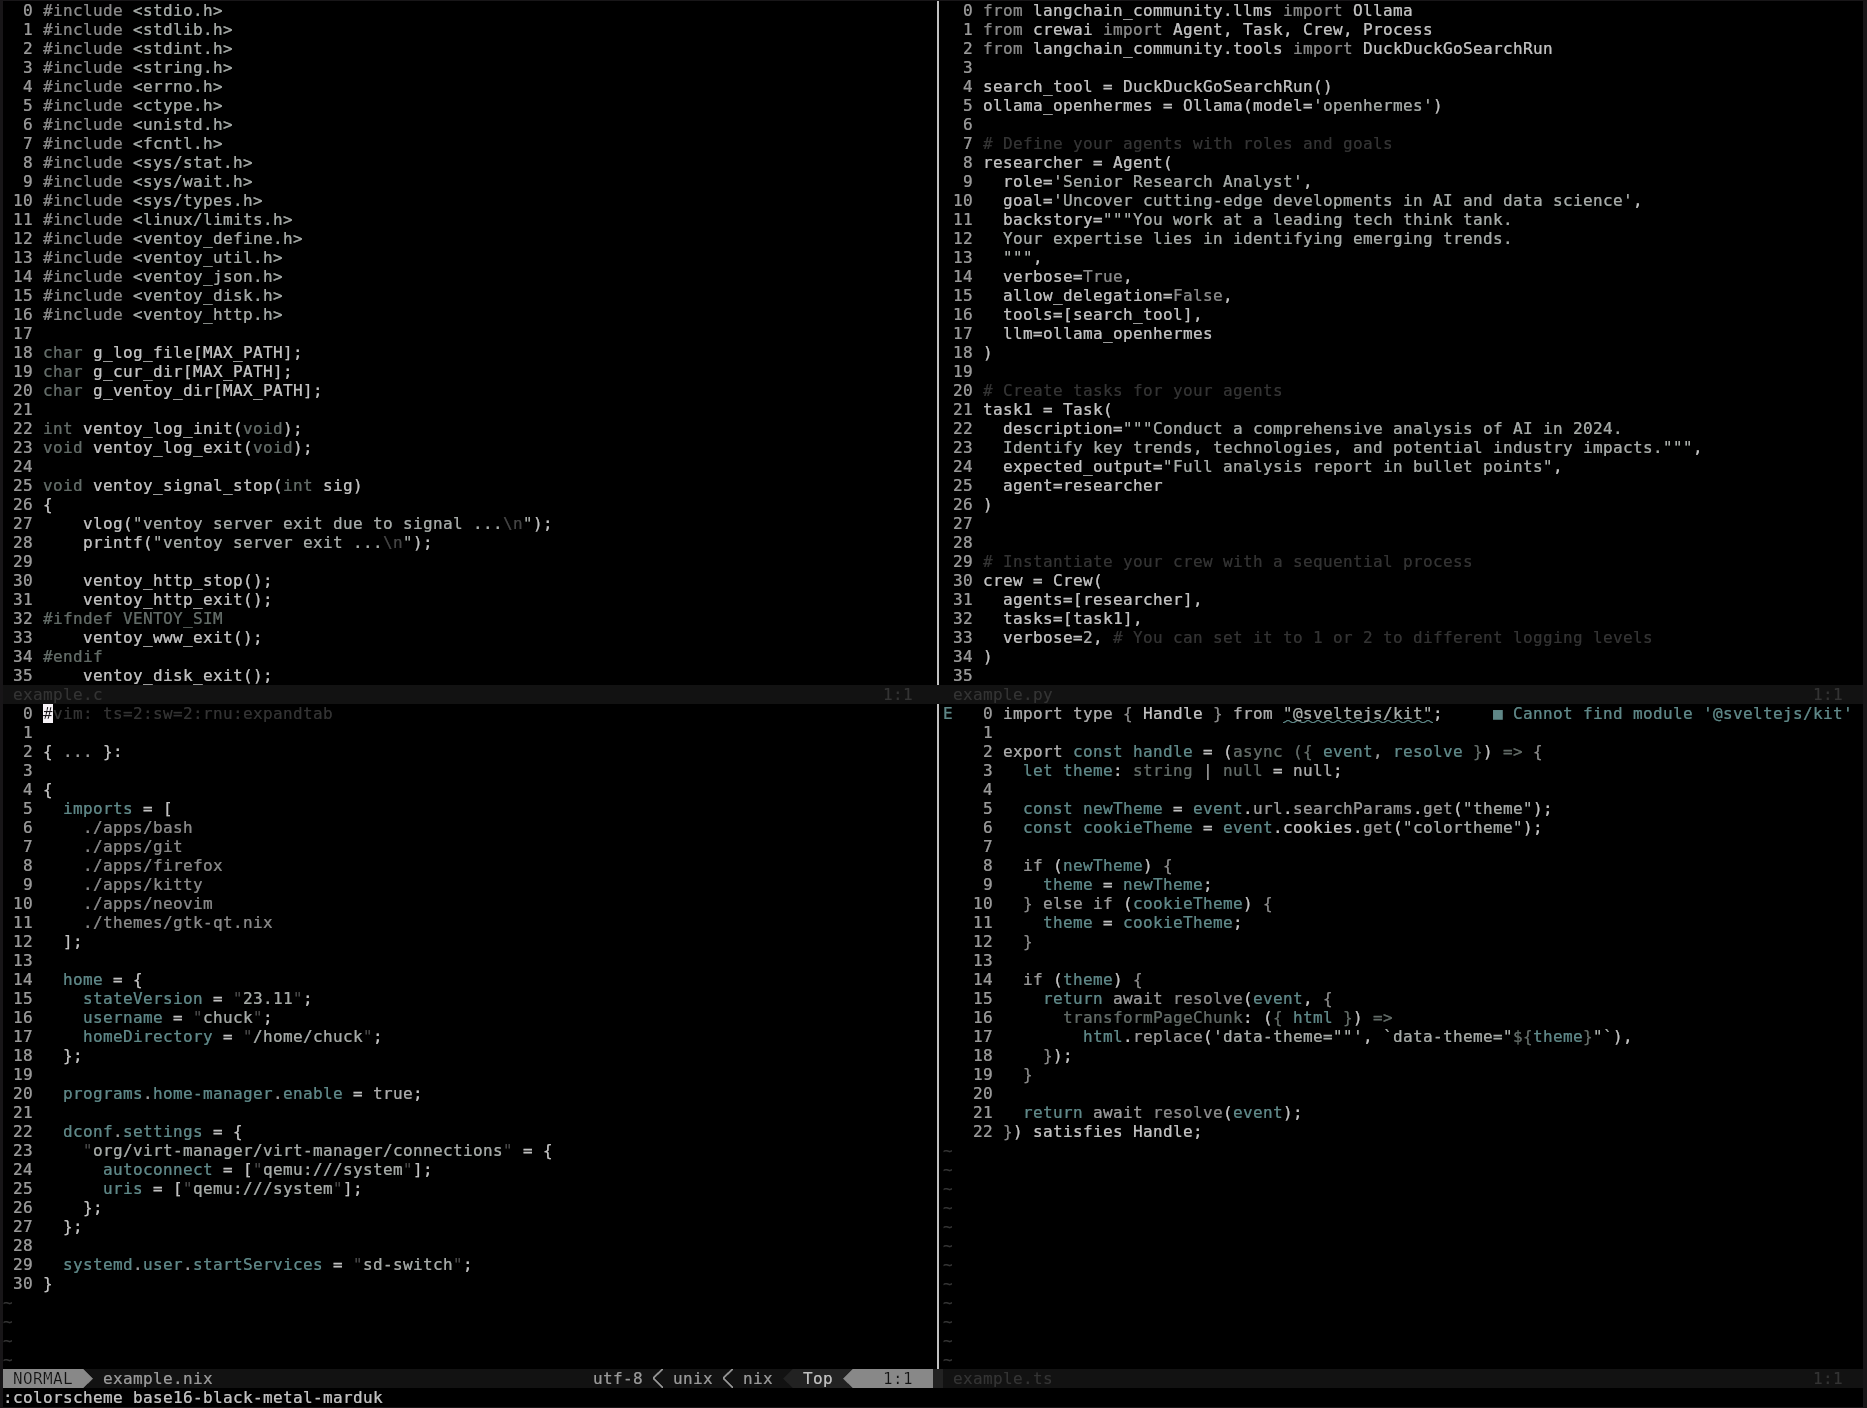 0 #include <stdio.h>
1 #include <stdlib.h>
2 #include <stdint.h>
3 #include <string.h>
4 #include <errno.h>
5 #include <ctype.h>
6 #include <unistd.h>
7 #include <fcntl.h>
8 #include <sys/stat.h>
9 #include <sys/wait.h>
10 #include <sys/types.h>
11 #include <linux/limits.h>
12 #include <ventoy_define.h>
13 #include <ventoy_util.h>
14 #include <ventoy_json.h>
15 #include <ventoy_disk.h>
16 #include <ventoy_http.h>
17
18 char g_log_file[MAX_PATH];
19 char g_cur_dir[MAX_PATH];
20 char g_ventoy_dir[MAX_PATH];
21
22 int ventoy_log_init(void);
23 void ventoy_log_exit(void);
24
25 void ventoy_signal_stop(int sig)
26 {
27     vlog("ventoy server exit due to signal ...\n");
28     printf("ventoy server exit ...\n");
29
30     ventoy_http_stop();
31     ventoy_http_exit();
32 #ifndef VENTOY_SIM
33     ventoy_www_exit();
34 #endif
35     ventoy_disk_exit();
example.c 1:1
0 from langchain_community.llms import Ollama
1 from crewai import Agent, Task, Crew, Process
2 from langchain_community.tools import DuckDuckGoSearchRun
3
4 search_tool = DuckDuckGoSearchRun()
5 ollama_openhermes = Ollama(model='openhermes')
6
7 # Define your agents with roles and goals
8 researcher = Agent(
9   role='Senior Research Analyst',
10   goal='Uncover cutting-edge developments in AI and data science',
11   backstory="""You work at a leading tech think tank.
12   Your expertise lies in identifying emerging trends.
13   """,
14   verbose=True,
15   allow_delegation=False,
16   tools=[search_tool],
17   llm=ollama_openhermes
18 )
19
20 # Create tasks for your agents
21 task1 = Task(
22   description="""Conduct a comprehensive analysis of AI in 2024.
23   Identify key trends, technologies, and potential industry impacts.""",
24   expected_output="Full analysis report in bullet points",
25   agent=researcher
26 )
27
28
29 # Instantiate your crew with a sequential process
30 crew = Crew(
31   agents=[researcher],
32   tasks=[task1],
33   verbose=2, # You can set it to 1 or 2 to different logging levels
34 )
35
example.py 1:1
0 #vim: ts=2:sw=2:rnu:expandtab
1
2 { ... }:
3
4 {
5   imports = [
6     ./apps/bash
7     ./apps/git
8     ./apps/firefox
9     ./apps/kitty
10     ./apps/neovim
11     ./themes/gtk-qt.nix
12   ];
13
14   home = {
15     stateVersion = "23.11";
16     username = "chuck";
17     homeDirectory = "/home/chuck";
18   };
19
20   programs.home-manager.enable = true;
21
22   dconf.settings = {
23     "org/virt-manager/virt-manager/connections" = {
24       autoconnect = ["qemu:///system"];
25       uris = ["qemu:///system"];
26     };
27   };
28
29   systemd.user.startServices = "sd-switch";
30 }
~
~
~
~
NORMAL example.nix utf-8 unix nix Top 1:1
E 0 import type { Handle } from "@sveltejs/kit";     ■ Cannot find module '@sveltejs/kit'
1
2 export const handle = (async ({ event, resolve }) => {
3   let theme: string | null = null;
4
5   const newTheme = event.url.searchParams.get("theme");
6   const cookieTheme = event.cookies.get("colortheme");
7
8   if (newTheme) {
9     theme = newTheme;
10   } else if (cookieTheme) {
11     theme = cookieTheme;
12   }
13
14   if (theme) {
15     return await resolve(event, {
16       transformPageChunk: ({ html }) =>
17         html.replace('data-theme=""', `data-theme="${theme}"`),
18     });
19   }
20
21   return await resolve(event);
22 }) satisfies Handle;
~
~
~
~
~
~
~
~
~
~
~
~
example.ts 1:1
:colorscheme base16-black-metal-marduk